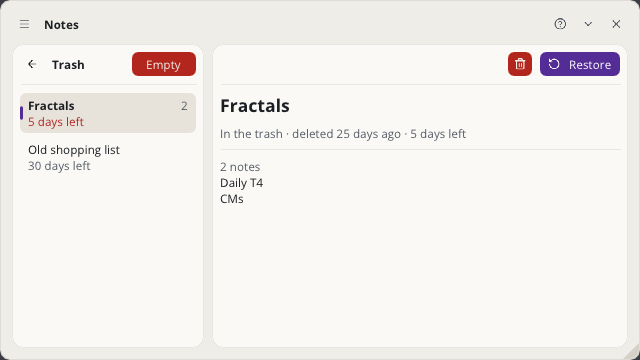 Notes
Trash
Empty
Fractals 2
5 days left
Old shopping list
30 days left
Restore
Fractals
In the trash · deleted 25 days ago · 5 days left
2 notes
Daily T4
CMs